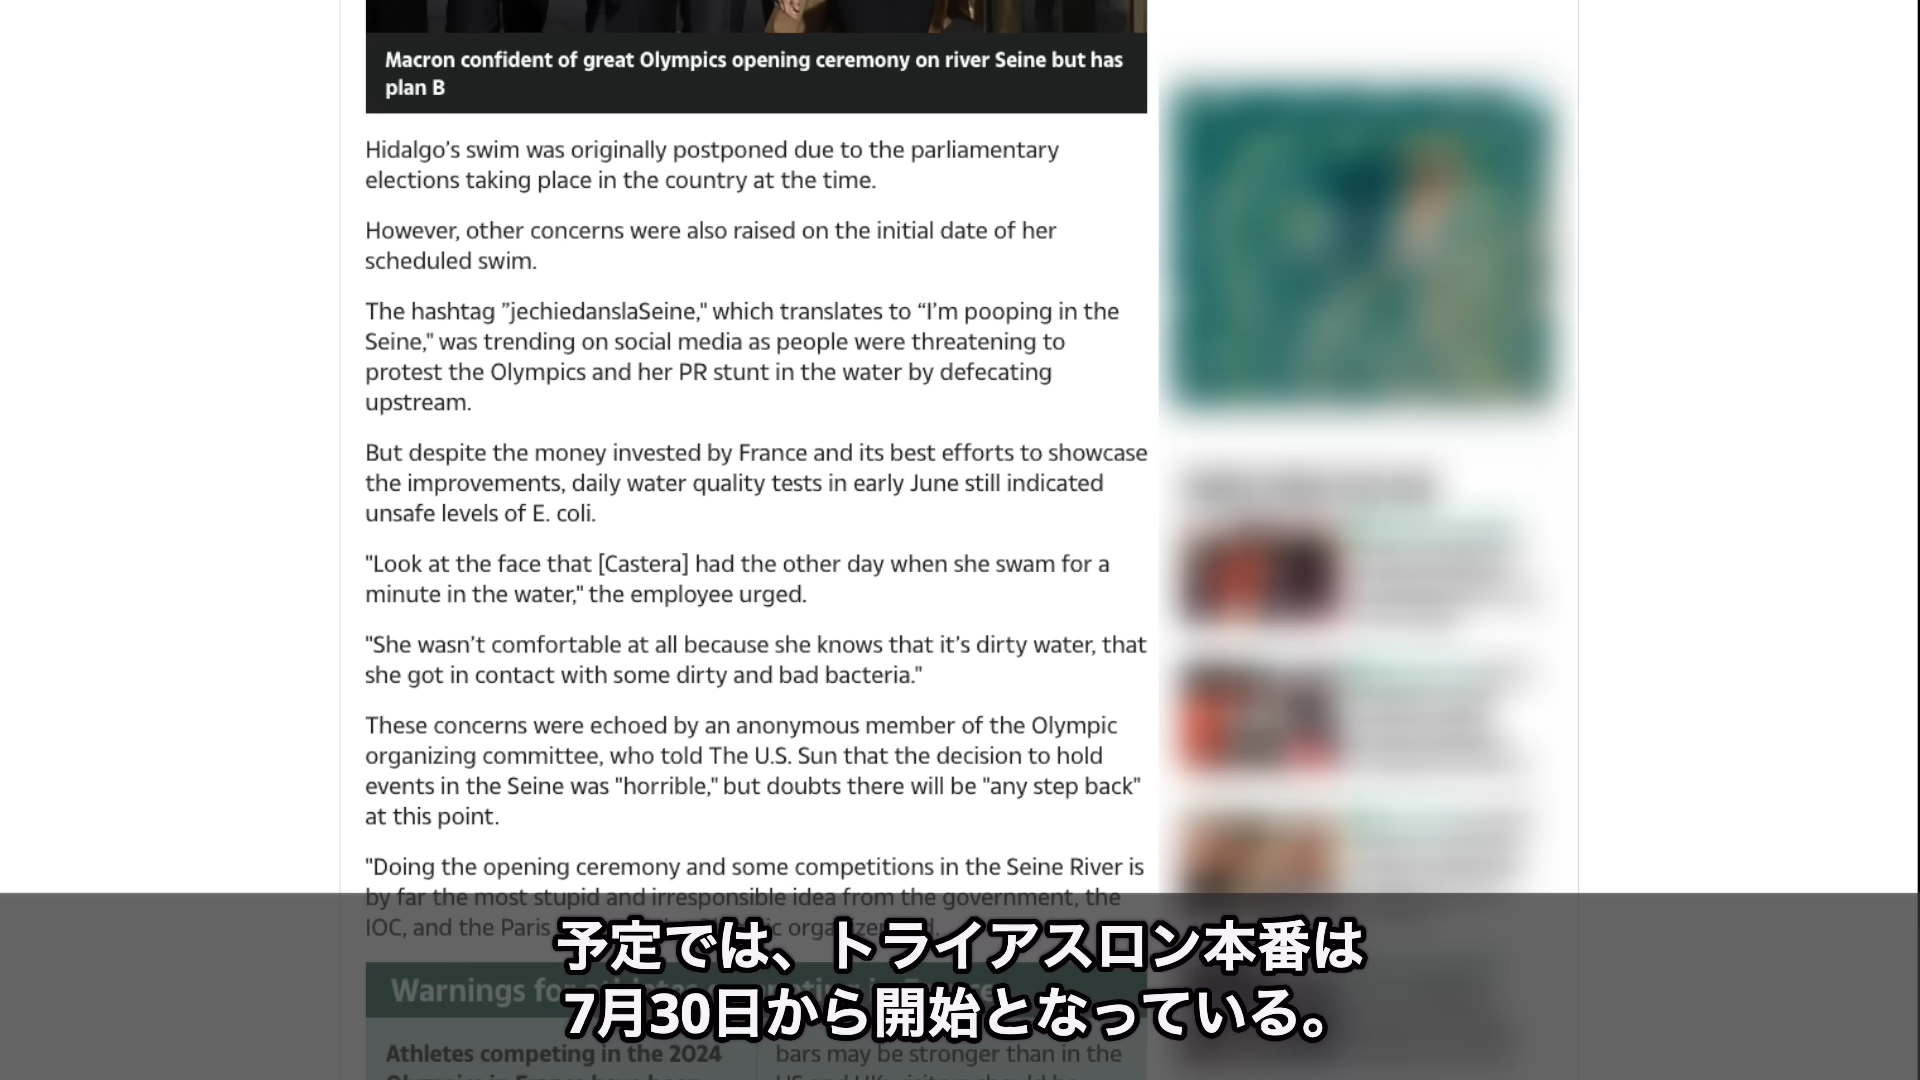 Macron confident of great Olympics opening ceremony on river Seine but has
plan B
Hidalgo’s swim was originally postponed due to the parliamentary
elections taking place in the country at the time.
However, other concerns were also raised on the initial date of her
scheduled swim.
The hashtag ”jechiedanslaSeine," which translates to “I’m pooping in the
Seine," was trending on social media as people were threatening to
protest the Olympics and her PR stunt in the water by defecating
upstream.
But despite the money invested by France and its best efforts to showcase
the improvements, daily water quality tests in early June still indicated
unsafe levels of E. coli.
"Look at the face that [Castera] had the other day when she swam for a
minute in the water," the employee urged.
"She wasn’t comfortable at all because she knows that it’s dirty water, that
she got in contact with some dirty and bad bacteria."
These concerns were echoed by an anonymous member of the Olympic
organizing committee, who told The U.S. Sun that the decision to hold
events in the Seine was "horrible," but doubts there will be "any step back"
at this point.
"Doing the opening ceremony and some competitions in the Seine River is
by far the most stupid and irresponsible idea from the government, the
IOC, and the Paris
予定では、トライアスロン本番は
Warnings for
7月30日から開始となっている。
Athletes competing in the 2024
bars may be stronger than in the